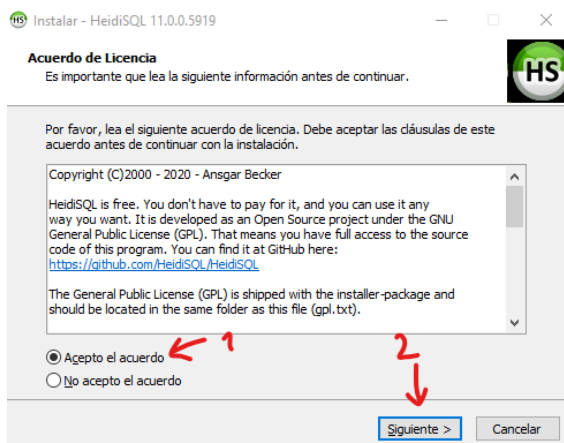 HS Instalar - HeidiSQL 11.0.0.5919
Acuerdo de Licencia
Es importante que lea la siguiente información antes de continuar.
HS
Por favor, lea el siguiente acuerdo de licencia. Debe aceptar las cláusulas de este
acuerdo antes de continuar con la instalación.
Copyright (C)2000 - 2020 - Ansgar Becker
HeidiSQL is free. You don't have to pay for it, and you can use it any
way you want. It is developed as an Open Source project under the GNU
General Public License (GPL). That means you have full access to the source
code of this program. You can find it at GitHub here:
https://github.com/HeidiSQL/HeidiSQL
The General Public License (GPL) is shipped with the installer-package and
should be located in the same folder as this file (gpl.txt).
Acepto el acuerdo 1
No acepto el acuerdo
2
Siguiente > Cancelar